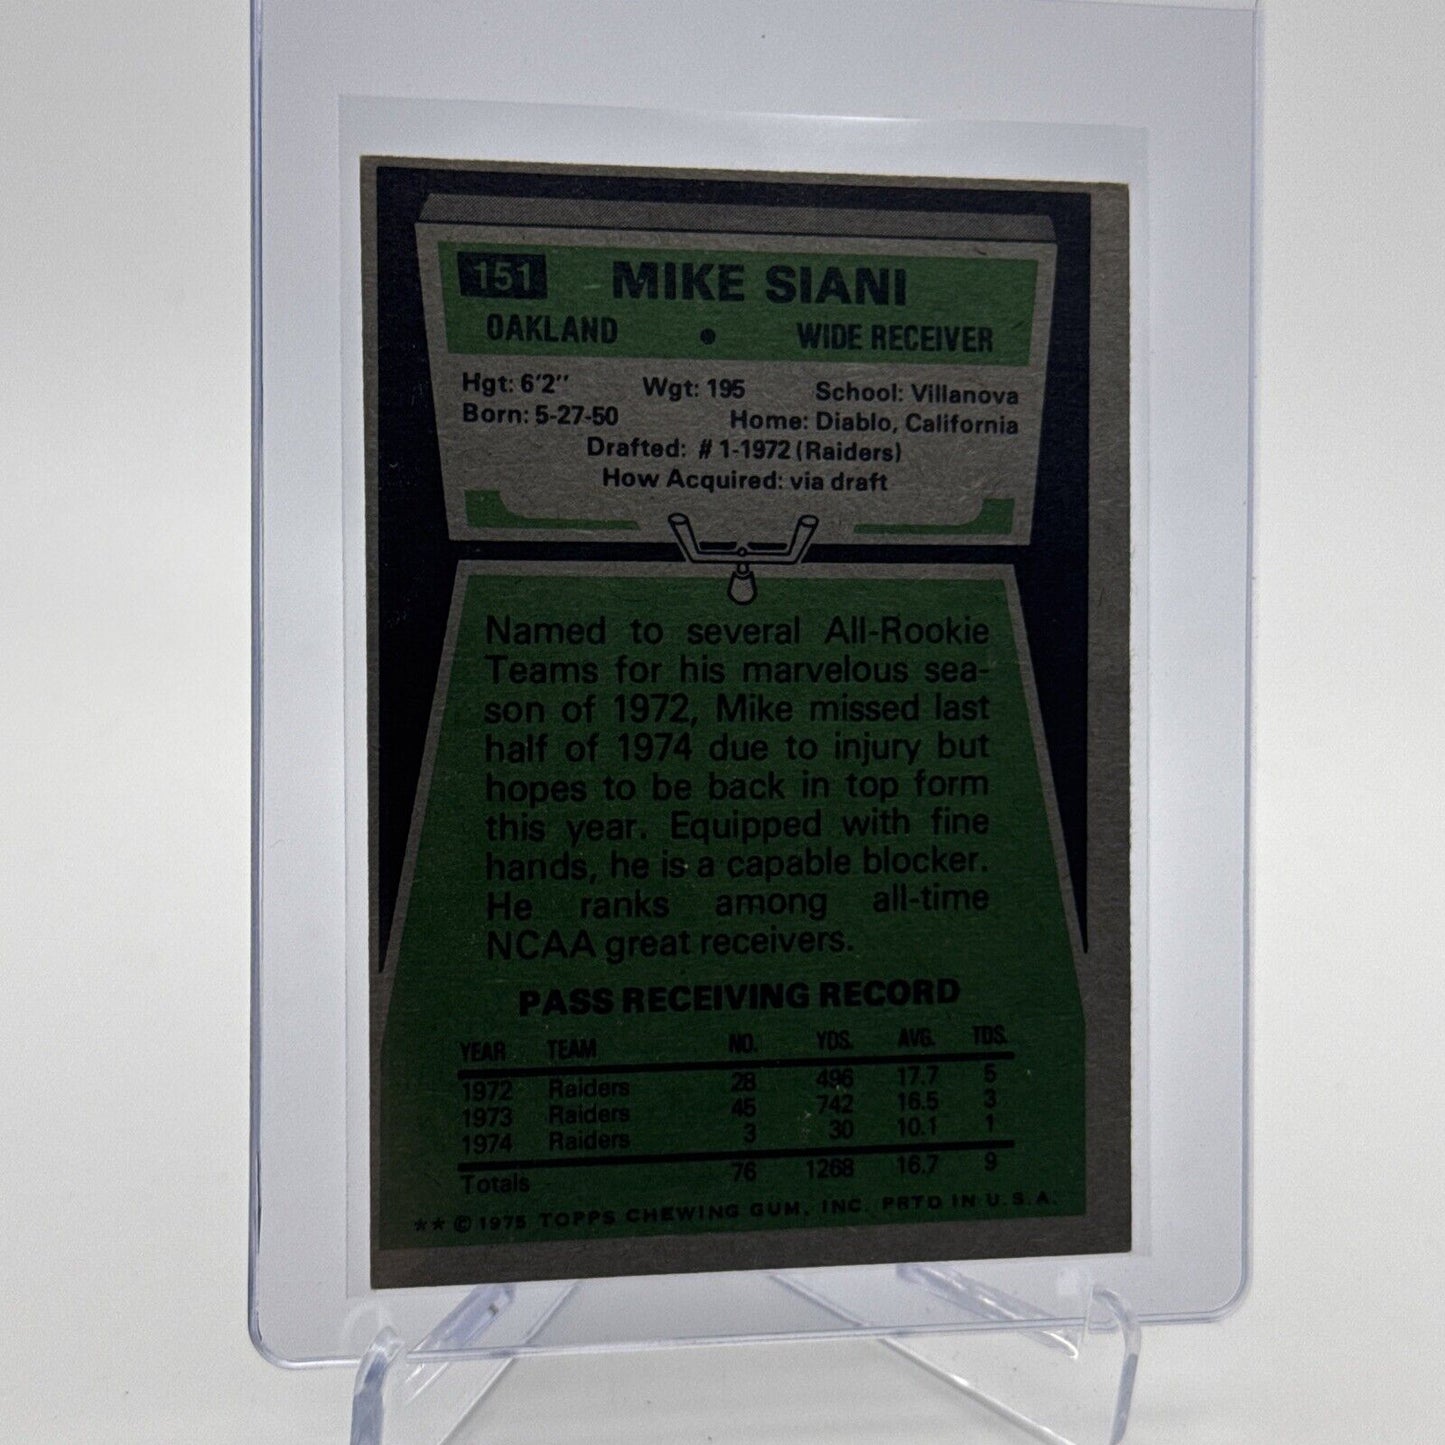 151 MIKE SIANI
OAKLAND • WIDE RECEIVER
Hgt: 6'2" Wgt: 195 School: Villanova
Born: 5-27-50 Home: Diablo, California
Drafted: #1-1972 (Raiders)
How Acquired: via draft
Named to several All-Rookie
Teams for his marvelous sea-
son of 1972, Mike missed last
half of 1974 due to injury but
hopes to be back in top form
this year. Equipped with fine
hands, he is a capable blocker.
He ranks among all-time
NCAA great receivers.
PASS RECEIVING RECORD
YEAR TEAM NO. YDS. AVG. TDS.
1972 Raiders 28 496 17.7 5
1973 Raiders 45 742 16.5 3
1974 Raiders 3 30 10.1 1
Totals 76 1268 16.7 9
** © 1975 TOPPS CHEWING GUM, INC. PRTD IN U.S.A.